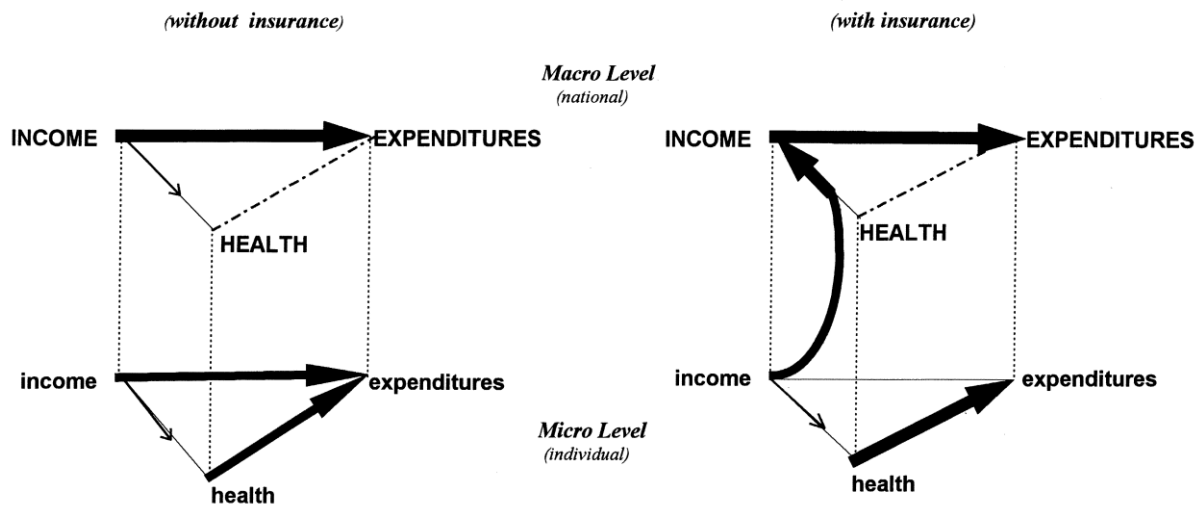 (without insurance)
(with insurance)
Macro Level
(national)
INCOME
EXPENDITURES
INCOME
EXPENDITURES
HEALTH
HEALTH
income
expenditures
income
expenditures
Micro Level
(individual)
health
health